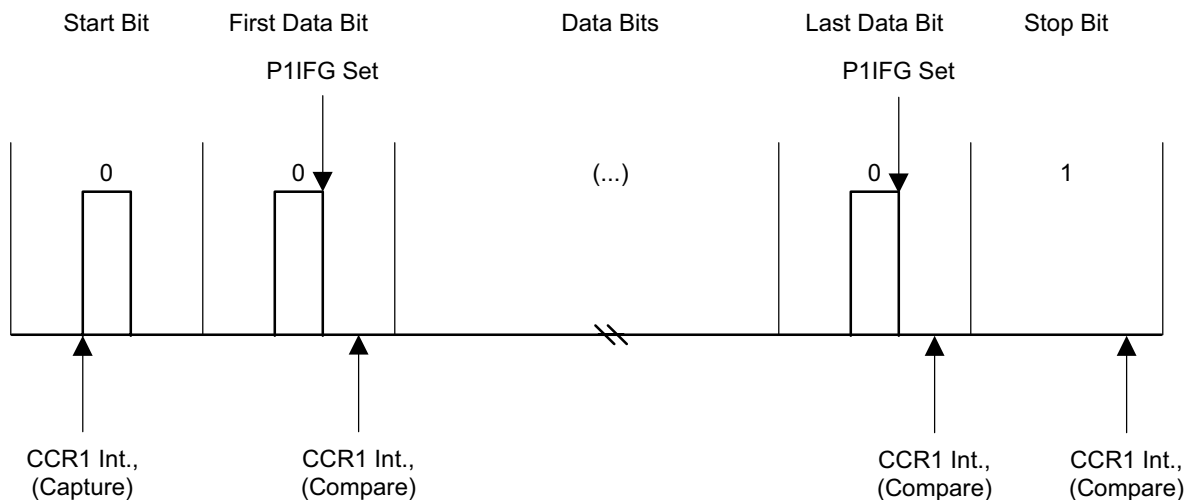 Start Bit
First Data Bit
Data Bits
Last Data Bit
Stop Bit
P1IFG Set
P1IFG Set
0
0
(...)
0
1
CCR1 Int.,
(Capture)
CCR1 Int.,
(Compare)
CCR1 Int.,
(Compare)
CCR1 Int.,
(Compare)